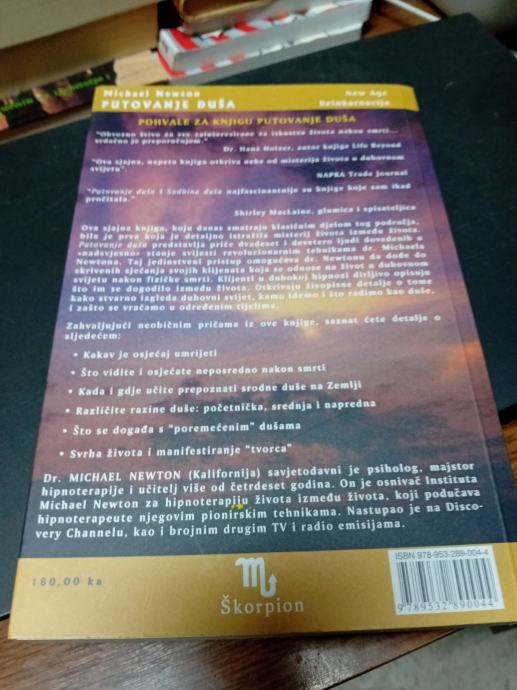 Michael Newton
PUTOVANJE DUŠA
New Age
Reinkarnacija
POHVALE ZA KNJIGU PUTOVANJE DUŠA
"Obvezno štivo za sve zainteresirane za iskustva života nakon smrti...
srdačno je preporučujem."
Dr. Hans Holzer, autor knjiga Life Beyond
"Ova sjajna, napeta knjiga otkriva neke od misterija života u duhovnom
svijetu".
NAPRA Trade Journal
"Putovanje duša i Sudbina duša najfascinantnije su knjige koje sam ikad
pročitala."
Shirley MacLaine, glumica i spisateljica
Ova sjajna knjiga, koju danas smatraju klasičnim djelom tog područja,
bila je prva koja je detaljno istražila misterij života između života.
Putovanje duša predstavlja priče dvadeset i devetero ljudi dovedenih u
»nadsvjesno« stanje svijesti revolucionarnim tehnikama dr. Michaela
Newtona. Taj jedinstveni pristup omogućava dr. Newtonu da dođe do
skrivenih sjećanja svojih klijenata koja se odnose na život u duhovnom
svijetu nakon fizičke smrti. Klijenti u dubokoj hipnozi divljivo opisuju
što im se dogodilo između života. Otkrivaju živopisne detalje o tome
kako stvarno izgleda duhovni svijet, kamo idemo i što radimo kao duše,
i zašto se vraćamo u određenim tijelima.
Zahvaljujući neobičnim pričama iz ove knjige, saznat ćete detalje o
sljedećem:
• Kakav je osjećaj umrijeti
• Što vidite i osjećate neposredno nakon smrti
• Kada i gdje učite prepoznati srodne duše na Zemlji
• Različite razine duše: početnička, srednja i napredna
• Što se događa s "poremećenim" dušama
• Svrha života i manifestiranje "tvorca"
Dr. MICHAEL NEWTON (Kalifornija) savjetodavni je psiholog, majstor
hipnoterapije i učitelj više od četrdeset godina. On je osnivač Instituta
Michael Newton za hipnoterapiju života između života, koji podučava
hipnoterapeute njegovim pionirskim tehnikama. Nastupao je na Disco-
very Channelu, kao i brojnim drugim TV i radio emisijama.
180,00 kn
Škorpion
ISBN 978-953-289-004-4
9 789532 890044